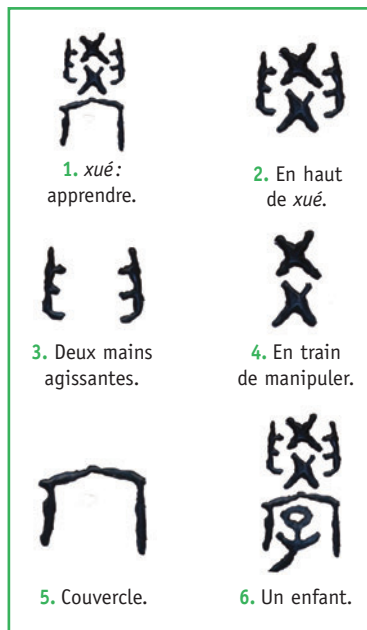 1. xué :
apprendre.
2. En haut
de xué.
3. Deux mains
agissantes.
4. En train
de manipuler.
5. Couvercle.
6. Un enfant.